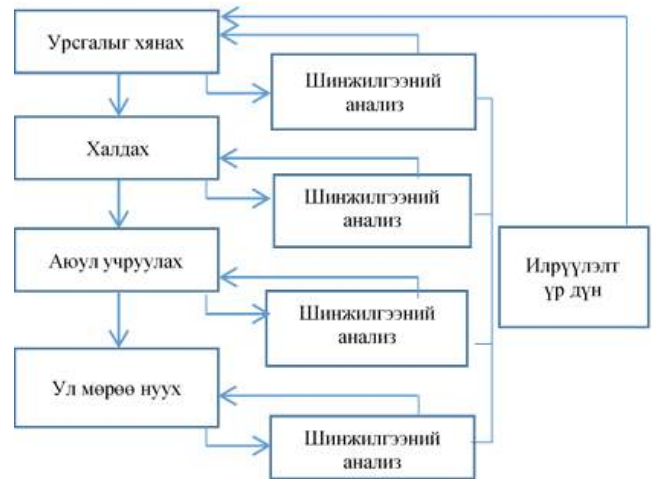 Урсгалыг хянах
Шинжилгээний
анализ
Халдах
Шинжилгээний
анализ
Аюул учруулах
Илрүүлэлт
үр дүн
Шинжилгээний
анализ
Ул мөрөө нуух
Шинжилгээний
анализ